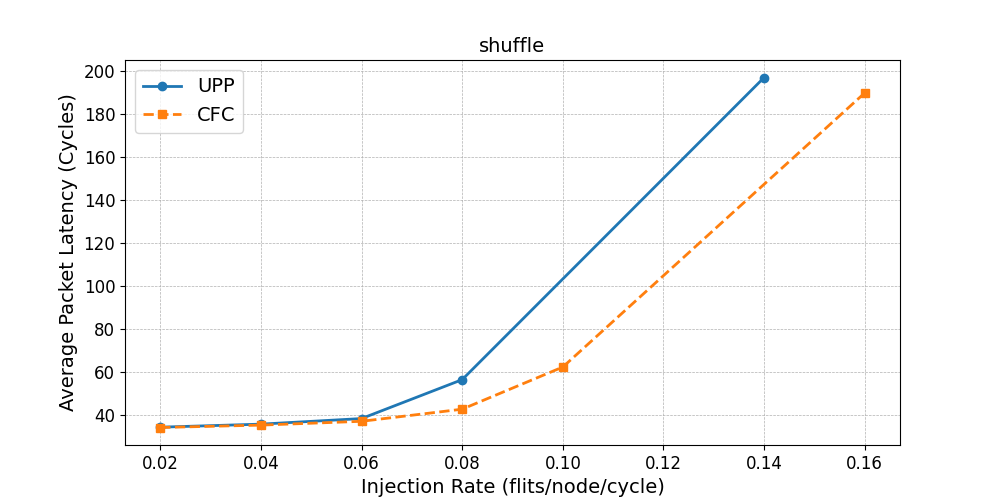 shuffle
UPP
CFC
Average Packet Latency (Cycles)
200
180
160
140
120
100
80
60
40
0.02 0.04 0.06 0.08 0.10 0.12 0.14 0.16
Injection Rate (flits/node/cycle)